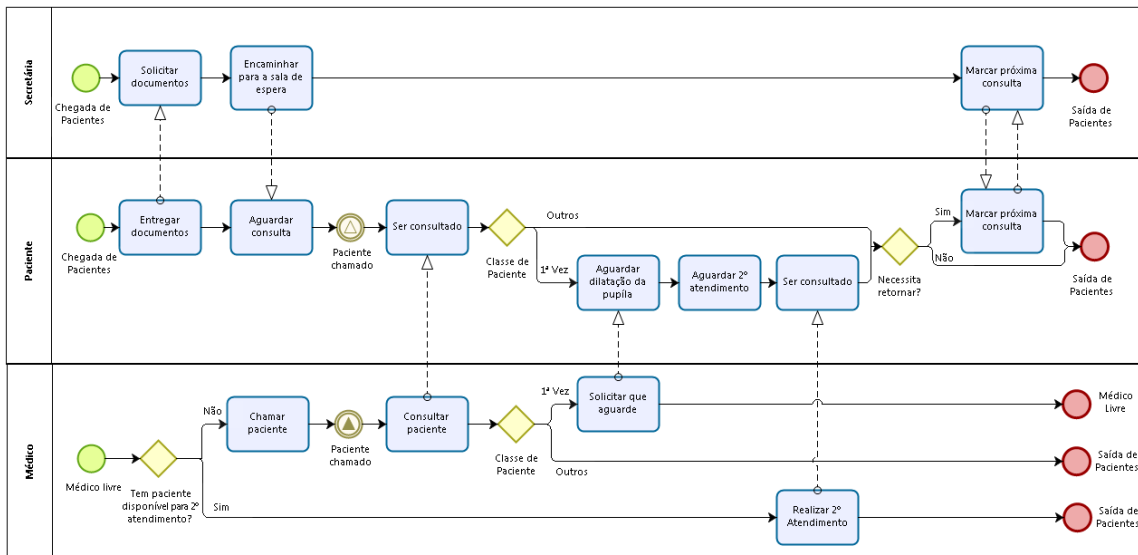 Secretária
Chegada de
Pacientes
Solicitar
documentos
Encaminhar
para a sala de
espera
Marcar próxima
consulta
Saída de
Pacientes
Paciente
Chegada de
Pacientes
Entregar
documentos
Aguardar
consulta
Paciente
chamado
Ser consultado
Classe de
Paciente
Outros
1ª Vez
Aguardar
dilatação da
pupíla
Aguardar 2º
atendimento
Ser consultado
Necessita
retornar?
Sim
Não
Marcar próxima
consulta
Saída de
Pacientes
Médico
Médico livre
Tem paciente
disponível para 2º
atendimento?
Não
Sim
Chamar
paciente
Paciente
chamado
Consultar
paciente
Classe de
Paciente
1ª Vez
Outros
Solicitar que
aguarde
Realizar 2º
Atendimento
Médico
Livre
Saída de
Pacientes
Saída de
Pacientes